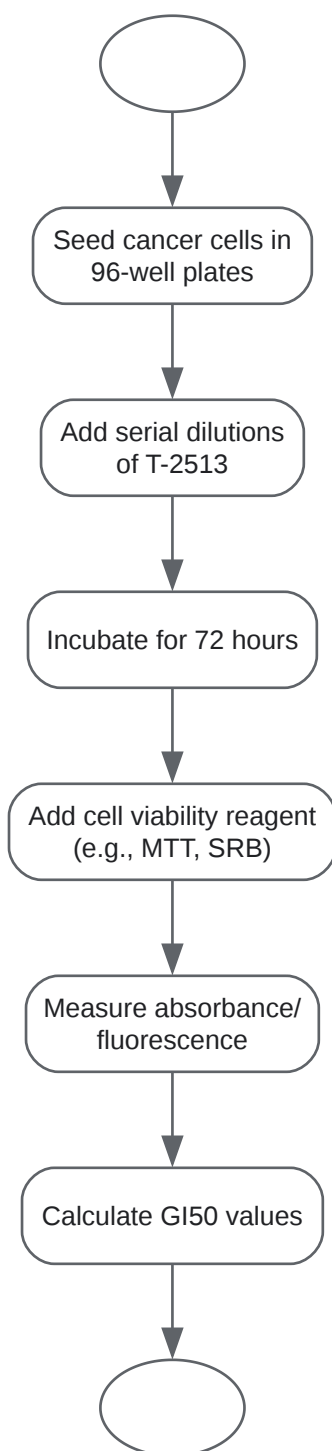 Seed cancer cells in
96-well plates
Add serial dilutions
of T-2513
Incubate for 72 hours
Add cell viability reagent
(e.g., MTT, SRB)
Measure absorbance/
fluorescence
Calculate GI50 values